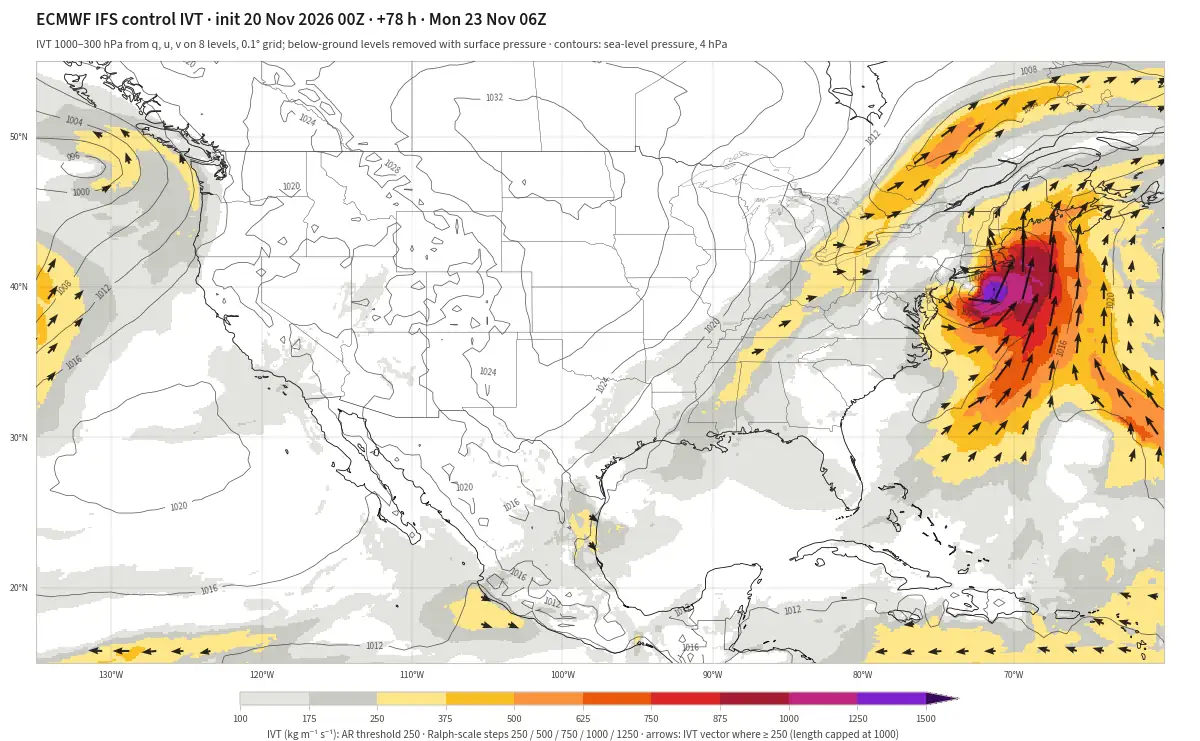 ECMWF IFS control IVT · init 20 Nov 2026 00Z · +78 h · Mon 23 Nov 06Z
IVT 1000–300 hPa from q, u, v on 8 levels, 0.1° grid; below-ground levels removed with surface pressure · contours: sea-level pressure, 4 hPa
1008
1032
1004
1024
1012
50°N
996
1028
1000
1020
40°N
1008
1012
1020
1020
1016
1016
1024
1024
30°N
1020
1016
1020
1016
20°N
1016
1012
1012
1012
1016
130°W 120°W 110°W 100°W 90°W 80°W 70°W
100 175 250 375 500 625 750 875 1000 1250 1500
IVT (kg m⁻¹ s⁻¹): AR threshold 250 · Ralph-scale steps 250 / 500 / 750 / 1000 / 1250 · arrows: IVT vector where ≥ 250 (length capped at 1000)